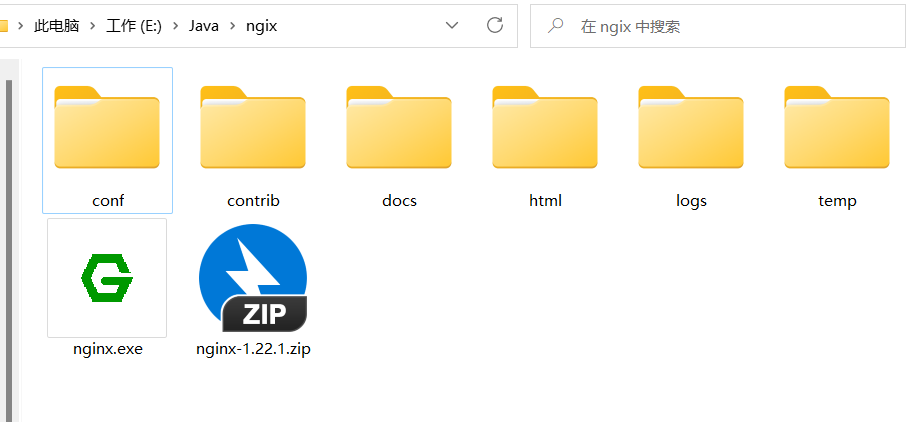 此电脑 > 工作 (E:) > Java > ngix
在 ngix 中搜索
conf
contrib
docs
html
logs
temp
ZIP
nginx.exe
nginx-1.22.1.zip